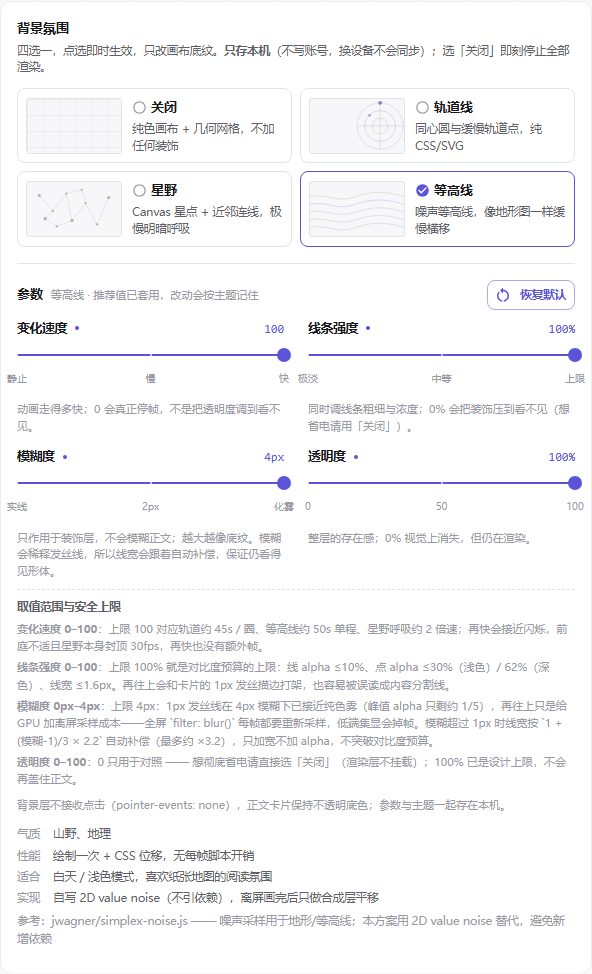 背景氛围
四选一，点选即时生效，只改画布底纹。只存本机（不写账号，换设备不会同步）；选「关闭」即刻停止全部
渲染。
关闭
纯色画布 + 几何网格，不加
任何装饰
轨道线
同心圆与缓慢轨道点，纯
CSS/SVG
星野
Canvas 星点 + 近邻连线，极
慢明暗呼吸
等高线
噪声等高线，像地形图一样缓
慢横移
参数 等高线 · 推荐值已套用，改动会按主题记住
恢复默认
变化速度 • 100
静止 慢 快
动画走得多快；0 会真正停帧，不是把透明度调到看不
见。
线条强度 • 100%
极淡 中等 上限
同时调线条粗细与浓度；0% 会把装饰压到看不见（想
省电请用「关闭」）。
模糊度 • 4px
实线 2px 化雾
只作用于装饰层，不会模糊正文；越大越像底纹。模糊
会稀释发丝线，所以线宽会跟着自动补偿，保证仍看得
见形体。
透明度 • 100%
0 50 100
整层的存在感；0% 视觉上消失，但仍在渲染。
取值范围与安全上限
变化速度 0–100：上限 100 对应轨道约 45s / 圈、等高线约 50s 单程、星野呼吸约 2 倍速；再快会接近闪烁，前
庭不适且星野本身封顶 30fps，再快也没有额外帧。
线条强度 0–100：上限 100% 就是对比度预算的上限：线 alpha ≤10%、点 alpha ≤30%（浅色）/ 62%（深
色）、线宽 ≤1.6px。再往上会和卡片的 1px 发丝描边打架，也容易被误读成内容分割线。
模糊度 0px–4px：上限 4px：1px 发丝线在 4px 模糊下已接近纯色雾（峰值 alpha 只剩约 1/5），再往上只是给
GPU 加离屏采样成本——全屏 `filter: blur()` 每帧都要重新采样，低端集显会掉帧。模糊超过 1px 时线宽按 `1 +
(模糊-1)/3 × 2.2` 自动补偿（最多约 ×3.2），只加宽不加 alpha，不突破对比度预算。
透明度 0–100：0 只用于对照 —— 想彻底省电请直接选「关闭」（渲染层不挂载）；100% 已是设计上限，不会
再盖住正文。
背景层不接收点击（pointer-events: none），正文卡片保持不透明底色；参数与主题一起存在本机。
气质 山野、地理
性能 绘制一次 + CSS 位移，无每帧脚本开销
适合 白天 / 浅色模式，喜欢纸张地图的阅读氛围
实现 自写 2D value noise（不引依赖），离屏画完后只做合成层平移
参考：jwagner/simplex-noise.js —— 噪声采样用于地形/等高线；本方案用 2D value noise 替代，避免新
增依赖